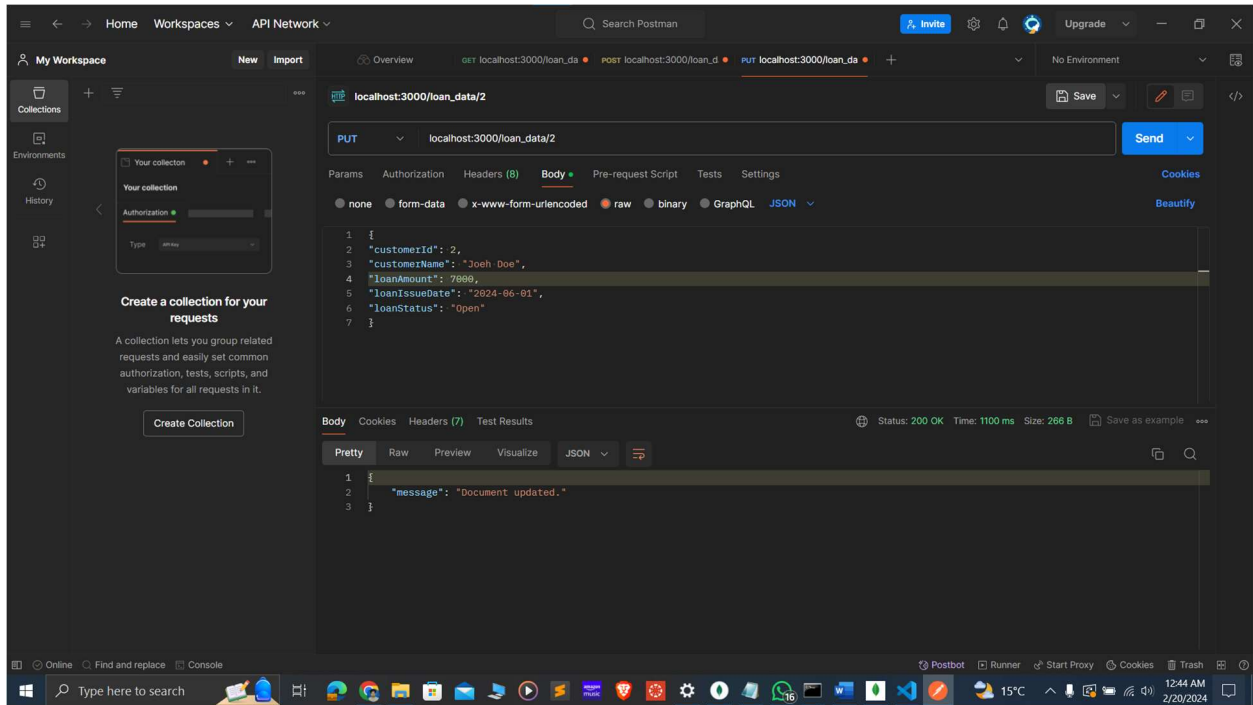 Home Workspaces API Network Search Postman Invite Upgrade
My Workspace New Import Overview GET localhost:3000/loan_da POST localhost:3000/loan_d PUT localhost:3000/loan_da No Environment
Collections
Environments
History
Your collecton
Your collection
Authorization
Type API Key
Create a collection for your
requests
A collection lets you group related
requests and easily set common
authorization, tests, scripts, and
variables for all requests in it.
Create Collection
HTTP localhost:3000/loan_data/2 Save
PUT localhost:3000/loan_data/2 Send
Params Authorization Headers (8) Body Pre-request Script Tests Settings Cookies
none form-data x-www-form-urlencoded raw binary GraphQL JSON Beautify
1 {
2 "customerId": 2,
3 "customerName": "Joeh Doe",
4 "loanAmount": 7000,
5 "loanIssueDate": "2024-06-01",
6 "loanStatus": "Open"
7 }
Body Cookies Headers (7) Test Results Status: 200 OK Time: 1100 ms Size: 266 B Save as example
Pretty Raw Preview Visualize JSON
1 {
2 "message": "Document updated."
3 }
Online Find and replace Console Postbot Runner Start Proxy Cookies Trash
Type here to search amazon music 16 15°C 12:44 AM
2/20/2024